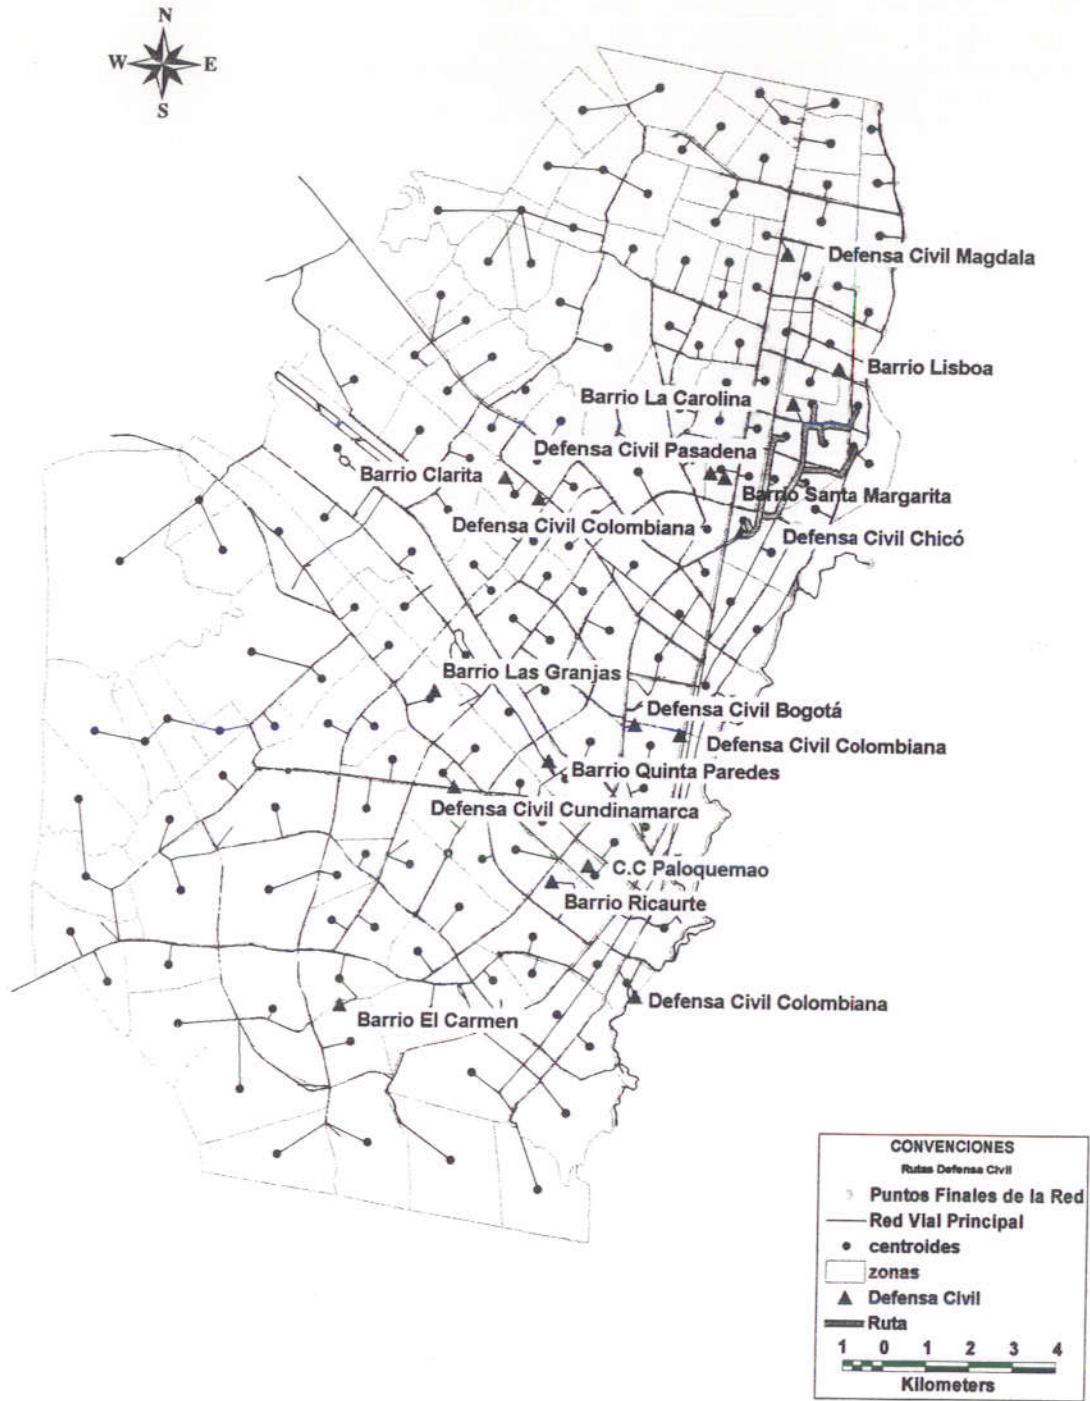 N
W E
S
Defensa Civil Magdala
Barrio Lisboa
Barrio La Carolina
Defensa Civil Pasadena
Barrio Clarita
Barrio Santa Margarita
Defensa Civil Colombiana
Defensa Civil Chicó
Barrio Las Granjas
Defensa Civil Bogotá
Defensa Civil Colombiana
Barrio Quinta Paredes
Defensa Civil Cundinamarca
C.C Paloquemao
Barrio Ricaurte
Defensa Civil Colombiana
Barrio El Carmen
CONVENCIONES
Rutas Defensa Civil
Puntos Finales de la Red
Red Vial Principal
centroides
zonas
Defensa Civil
Ruta
1 0 1 2 3 4
Kilometers